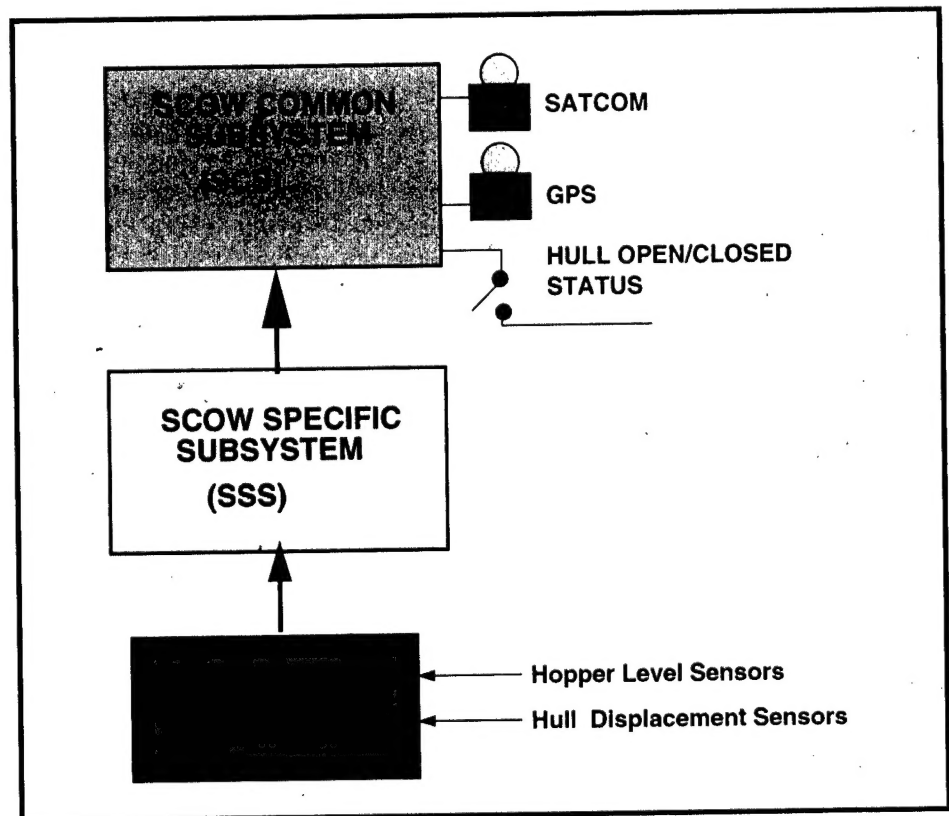 SCOW COMMON
SUBSYSTEM
(SCS)
SATCOM
GPS
HULL OPEN/CLOSED
STATUS
SCOW SPECIFIC
SUBSYSTEM
(SSS)
Hopper Level Sensors
Hull Displacement Sensors